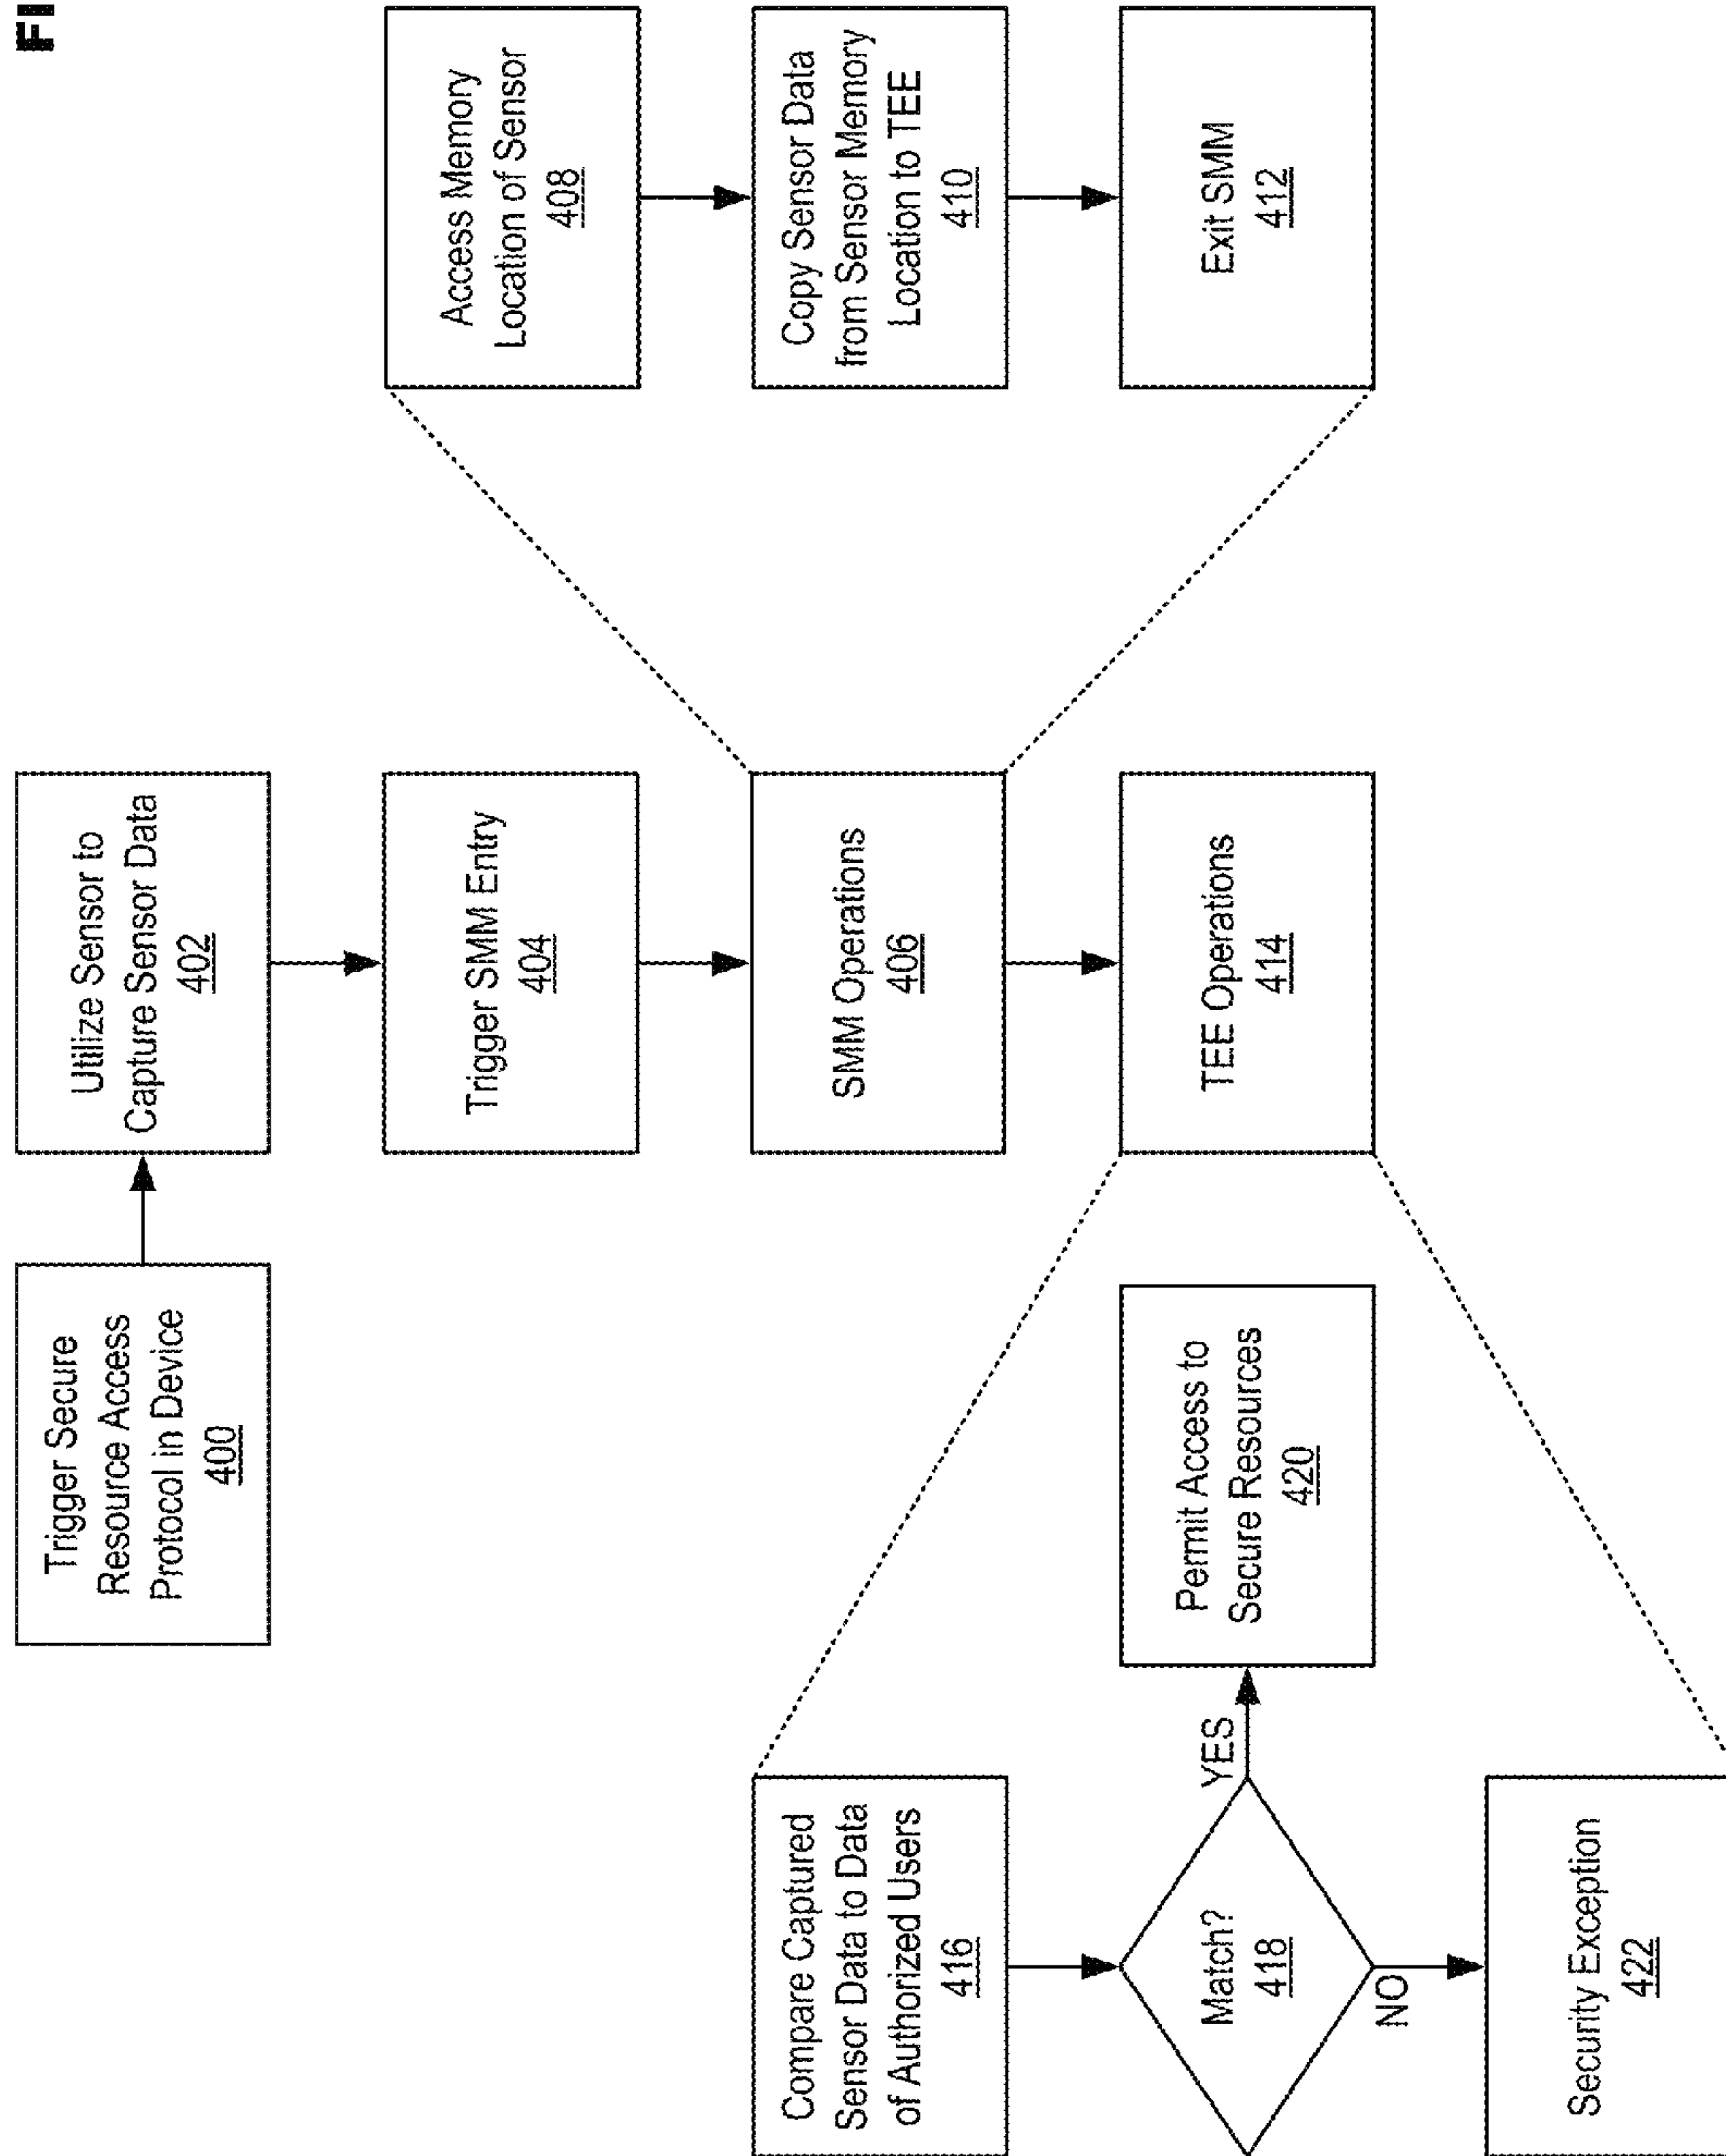 FI
Trigger Secure
Resource Access
Protocol in Device
400
Utilize Sensor to
Capture Sensor Data
402
Trigger SMM Entry
404
SMM Operations
406
Access Memory
Location of Sensor
408
Copy Sensor Data
from Sensor Memory
Location to TEE
410
Exit SMM
412
TEE Operations
414
Compare Captured
Sensor Data to Data
of Authorized Users
416
Match?
418
YES
Permit Access to
Secure Resources
420
NO
Security Exception
422